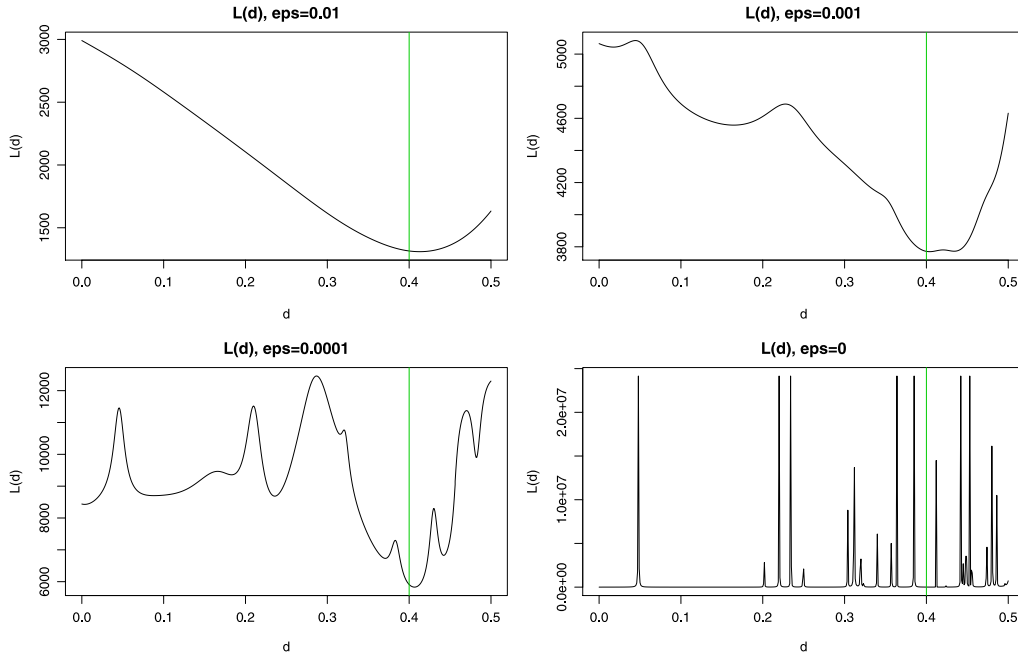 L(d), eps=0.01
L(d)
3000
2500
2000
1500
0.0 0.1 0.2 0.3 0.4 0.5
d
L(d), eps=0.001
L(d)
5000
4600
4200
3800
0.0 0.1 0.2 0.3 0.4 0.5
d
L(d), eps=0.0001
L(d)
12000
10000
8000
6000
0.0 0.1 0.2 0.3 0.4 0.5
d
L(d), eps=0
L(d)
2.0e+07
1.0e+07
0.0e+00
0.0 0.1 0.2 0.3 0.4 0.5
d